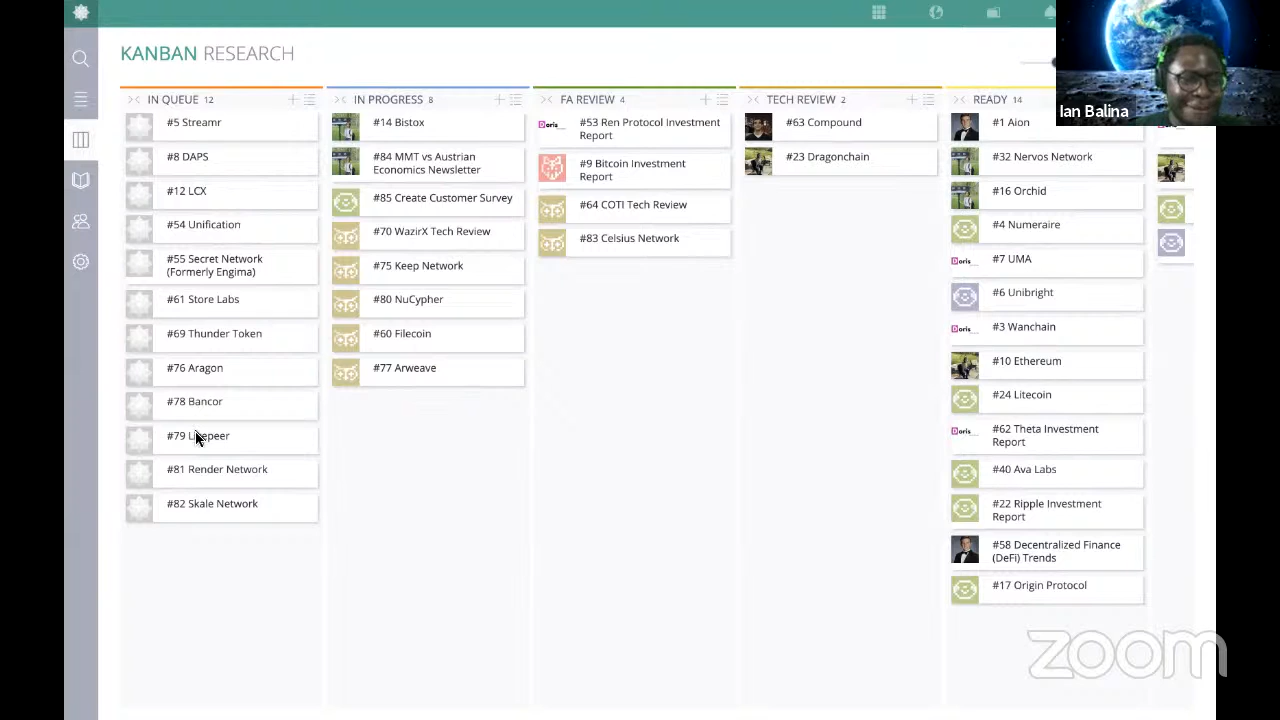 KANBAN RESEARCH
Ian Balina
IN QUEUE 12
#5 Streamr
#8 DAPS
#12 LCX
#54 Unification
#55 Secret Network
(Formerly Engima)
#61 Store Labs
#69 Thunder Token
#76 Aragon
#78 Bancor
#79
#81 Render Network
#82 Skale Network
IN PROGRESS 8
#14 Bistox
#84 MMT vs Austrian
Economics Newsletter
#85 Create Customer Survey
#70 WazirX Tech Review
#75 Keep Network
#80 NuCypher
#60 Filecoin
#77 Arweave
FA REVIEW 4
Doris
#53 Ren Protocol Investment
Report
#9 Bitcoin Investment
Report
#64 COTI Tech Review
#83 Celsius Network
TECH REVIEW 2
#63 Compound
#23 Dragonchain
READY 14
#1 Aion
#32 Nervos Network
#16 Orchid
#4 Numeraire
Doris
#7 UMA
#6 Unibright
Doris
#3 Wanchain
#10 Ethereum
#24 Litecoin
Doris
#62 Theta Investment
Report
#40 Ava Labs
#22 Ripple Investment
Report
#58 Decentralized Finance
(DeFi) Trends
#17 Origin Protocol
zoom